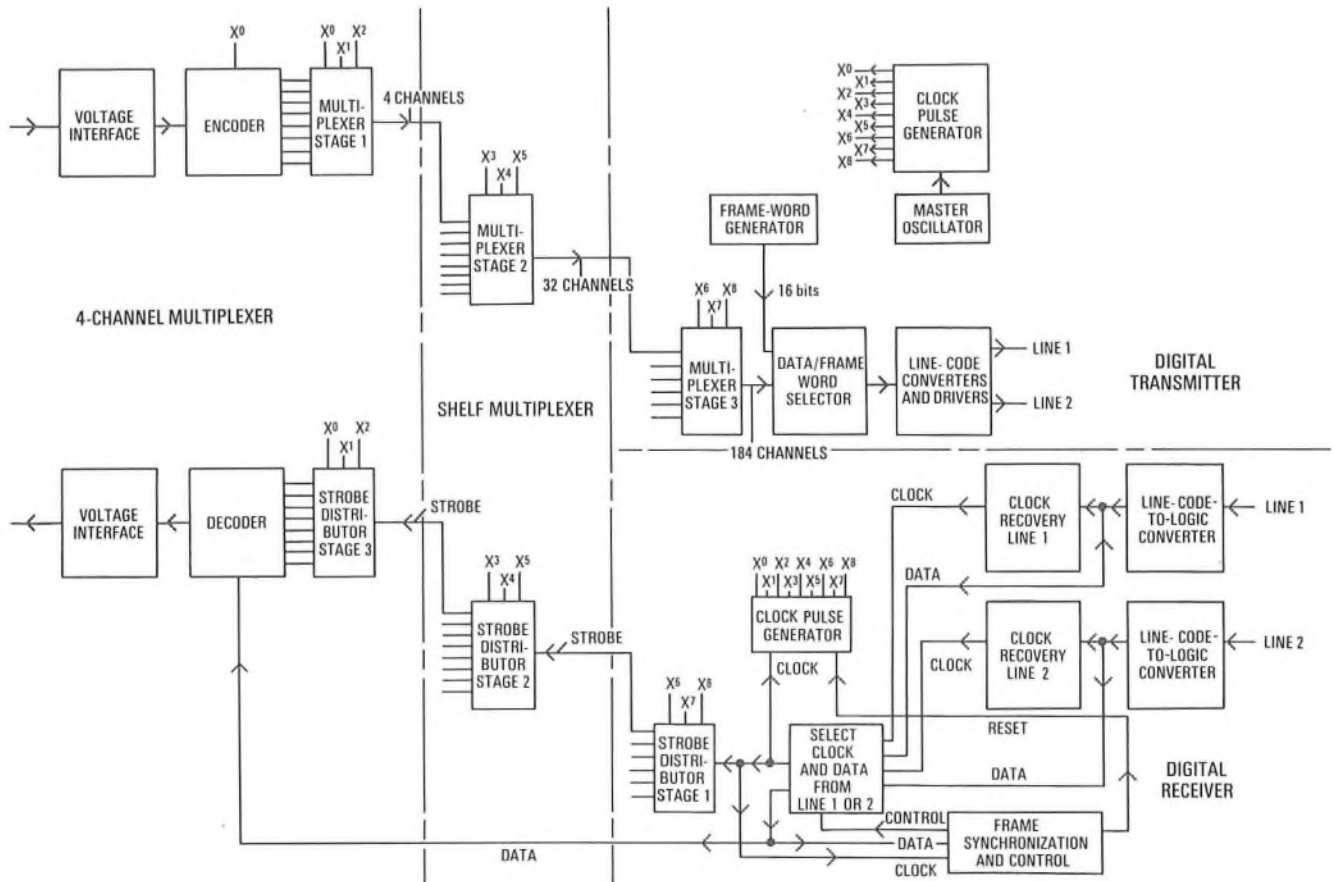 X⁰
X⁰
X¹
X²
VOLTAGE
INTERFACE
ENCODER
MULTI-
PLEXER
STAGE 1
4 CHANNELS
X³
X⁴
X⁵
MULTI-
PLEXER
STAGE 2
32 CHANNELS
4-CHANNEL MULTIPLEXER
SHELF MULTIPLEXER
X⁰
X¹
X²
X³
X⁴
X⁵
X⁶
X⁷
X⁸
CLOCK
PULSE
GENERATOR
MASTER
OSCILLATOR
FRAME-WORD
GENERATOR
16 bits
X⁶
X⁷
X⁸
MULTI-
PLEXER
STAGE 3
184 CHANNELS
DATA/FRAME
WORD
SELECTOR
LINE- CODE
CONVERTERS
AND DRIVERS
LINE 1
LINE 2
DIGITAL
TRANSMITTER
X⁰
X¹
X²
VOLTAGE
INTERFACE
DECODER
STROBE
DISTRI-
BUTOR
STAGE 3
STROBE
X³
X⁴
X⁵
STROBE
DISTRI-
BUTOR
STAGE 2
STROBE
X⁶
X⁷
X⁸
STROBE
DISTRI-
BUTOR
STAGE 1
X⁰
X¹
X²
X³
X⁴
X⁵
X⁶
X⁷
X⁸
CLOCK PULSE
GENERATOR
CLOCK
CLOCK
CLOCK
RECOVERY
LINE 1
LINE- CODE-
TO-LOGIC
CONVERTER
LINE 1
DATA
CLOCK
CLOCK
RECOVERY
LINE 2
LINE- CODE-
TO-LOGIC
CONVERTER
LINE 2
RESET
SELECT
CLOCK
AND DATA
FROM
LINE 1 OR 2
DATA
DIGITAL
RECEIVER
CONTROL
DATA
CLOCK
FRAME
SYNCHRONIZATION
AND CONTROL
DATA